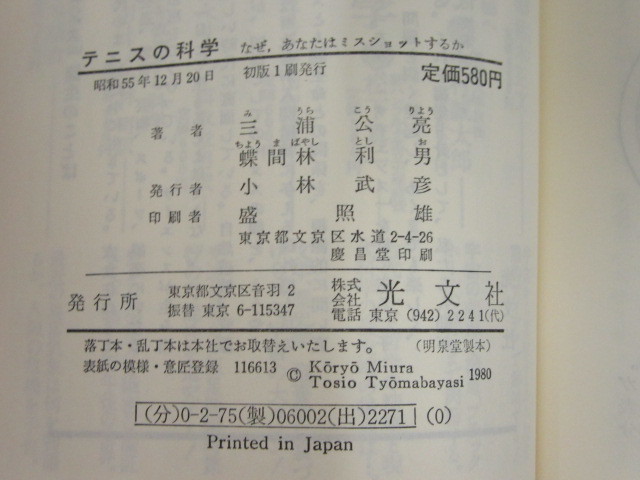 テニスの科学 なぜ,あなたはミスショットするか
昭和55年12月20日 初版1刷発行 定価580円
み うら こう りよう
著者 三浦公亮
ちよう ま ばやし とし お
蝶間林利男
発行者 小林武彦
印刷者 盛照雄
東京都文京区水道2-4-26
慶昌堂印刷
発行所 東京都文京区音羽2 株式会社 光文社
振替 東京 6-115347 電話 東京 (942) 2241(代)
落丁本・乱丁本は本社でお取替えいたします。 (明泉堂製本)
表紙の模様・意匠登録 116613 © Kōryō Miura
Tosio Tyōmabayasi 1980
(分)0-2-75(製)06002(出)2271 (0)
Printed in Japan